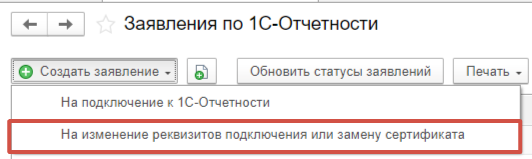 Заявления по 1С-Отчетности
Создать заявление Обновить статусы заявлений Печать
На подключение к 1С-Отчетности
На изменение реквизитов подключения или замену сертификата